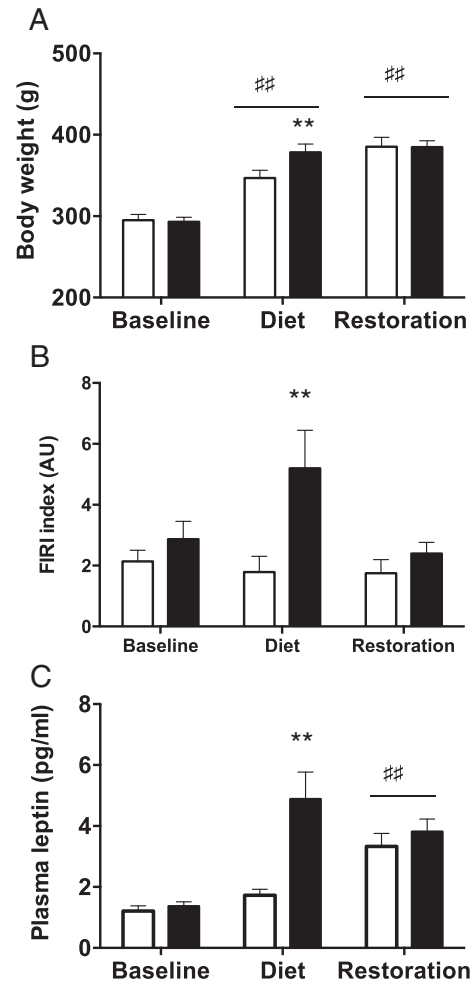 A
Body weight (g)
500
400
300
200
♯♯
**
♯♯
Baseline Diet Restoration
B
FIRI index (AU)
8
6
4
2
0
**
Baseline Diet Restoration
C
Plasma leptin (pg/ml)
8
6
4
2
0
**
♯♯
Baseline Diet Restoration